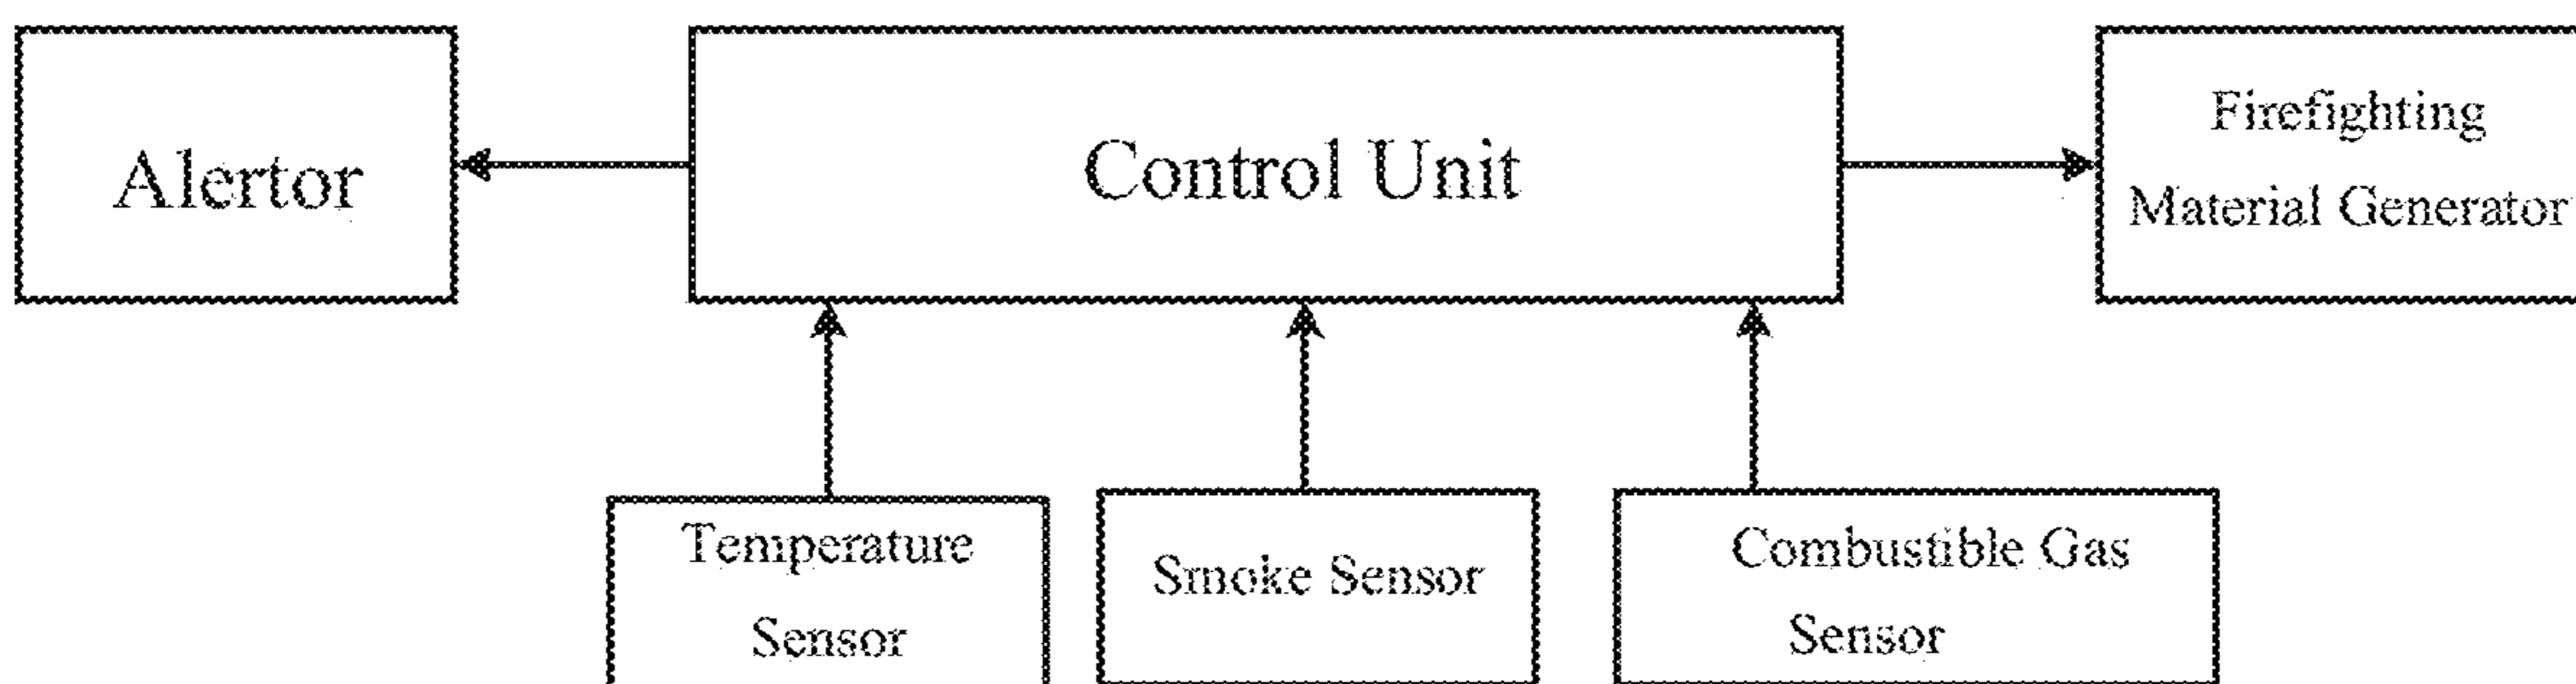 Alertor
Control Unit
Firefighting
Material Generator
Temperature
Sensor
Smoke Sensor
Combustible Gas
Sensor